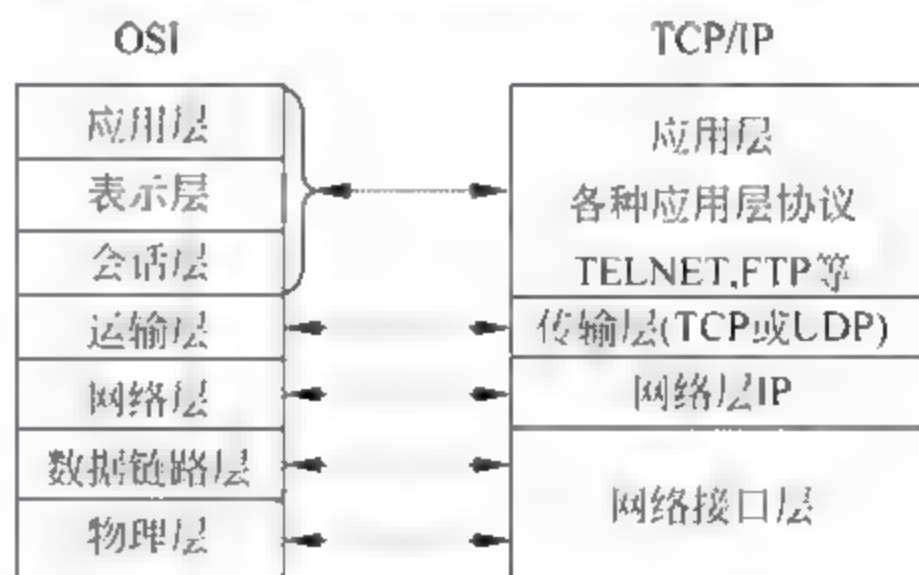 OSI
应用层
表示层
会话层
运输层
网络层
数据链路层
物理层
TCP/IP
应用层
各种应用层协议
TELNET,FTP等
传输层(TCP或UDP)
网络层IP
网络接口层